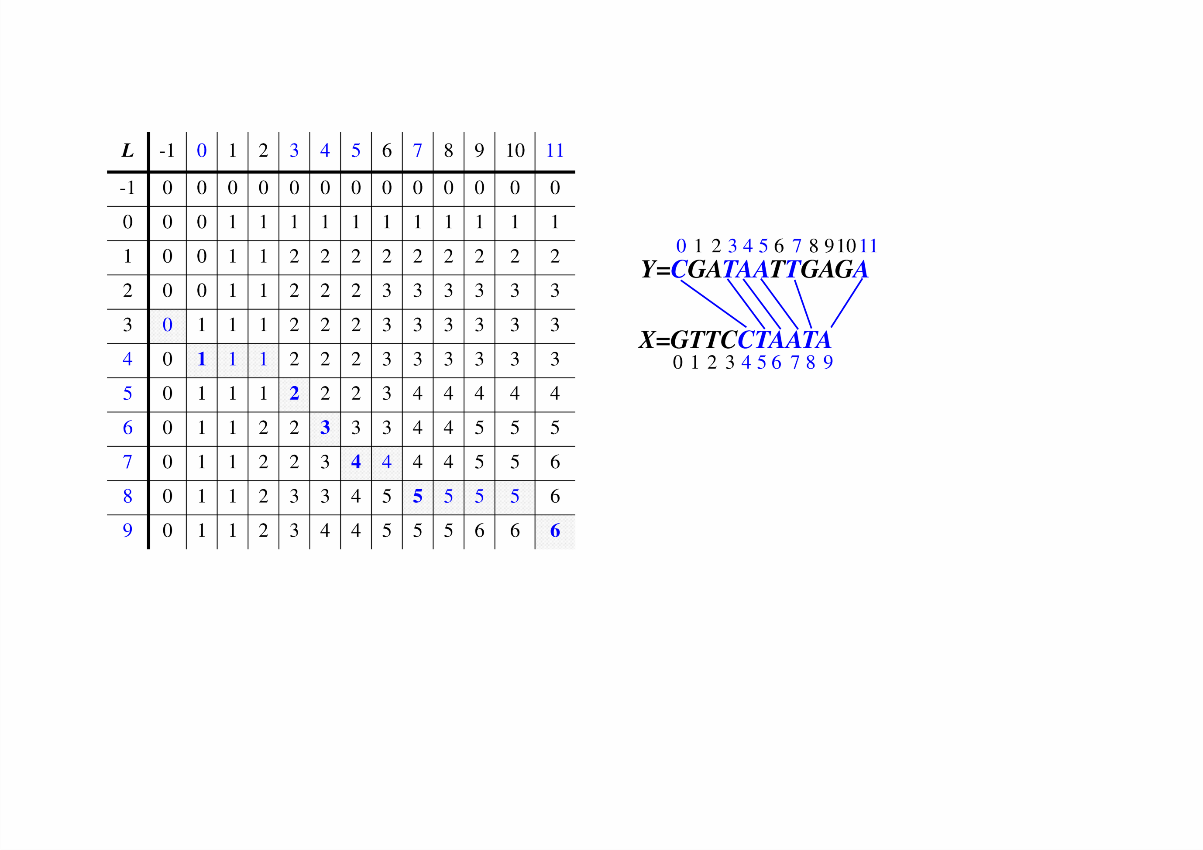 L -1 0 1 2 3 4 5 6 7 8 9 10 11
-1 0 0 0 0 0 0 0 0 0 0 0 0 0
0 0 0 1 1 1 1 1 1 1 1 1 1 1
1 0 0 1 1 2 2 2 2 2 2 2 2 2
2 0 0 1 1 2 2 2 3 3 3 3 3 3
3 0 1 1 1 2 2 2 3 3 3 3 3 3
4 0 1 1 1 2 2 2 3 3 3 3 3 3
5 0 1 1 1 2 2 2 3 4 4 4 4 4
6 0 1 1 2 2 3 3 3 4 4 5 5 5
7 0 1 1 2 2 3 4 4 4 4 5 5 6
8 0 1 1 2 3 3 4 5 5 5 5 5 6
9 0 1 1 2 3 4 4 5 5 5 6 6 6
0 1 2 3 4 5 6 7 8 9 10 11
Y=CGATAATTGAGA
X=GTTCCTAATA
0 1 2 3 4 5 6 7 8 9